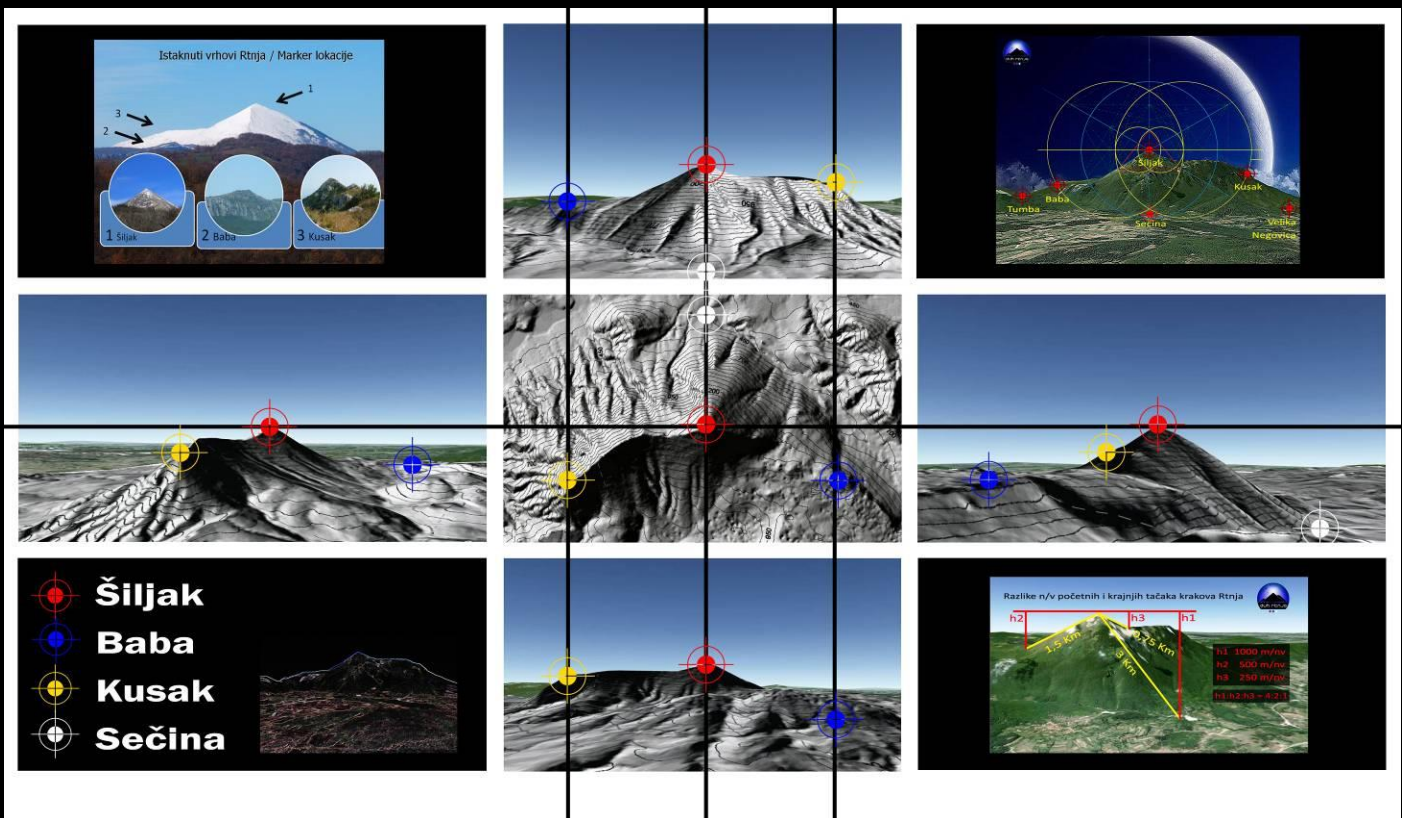 Istaknuti vrhovi Rtnja / Marker lokacije
1
3
2
1 Šiljak
2 Baba
3 Kusak
Šiljak
Kusak
Baba
Tumba
Sečina
Velika
Negovica
Šiljak
Baba
Kusak
Sečina
Razlike n/v početnih i krajnjih tačaka krakova Rtnja
h2
h3
h1
1,5 Km
0,75 Km
3 Km
h1 1000 m/nv
h2 500 m/nv
h3 250 m/nv
h1:h2:h3 = 4:2:1